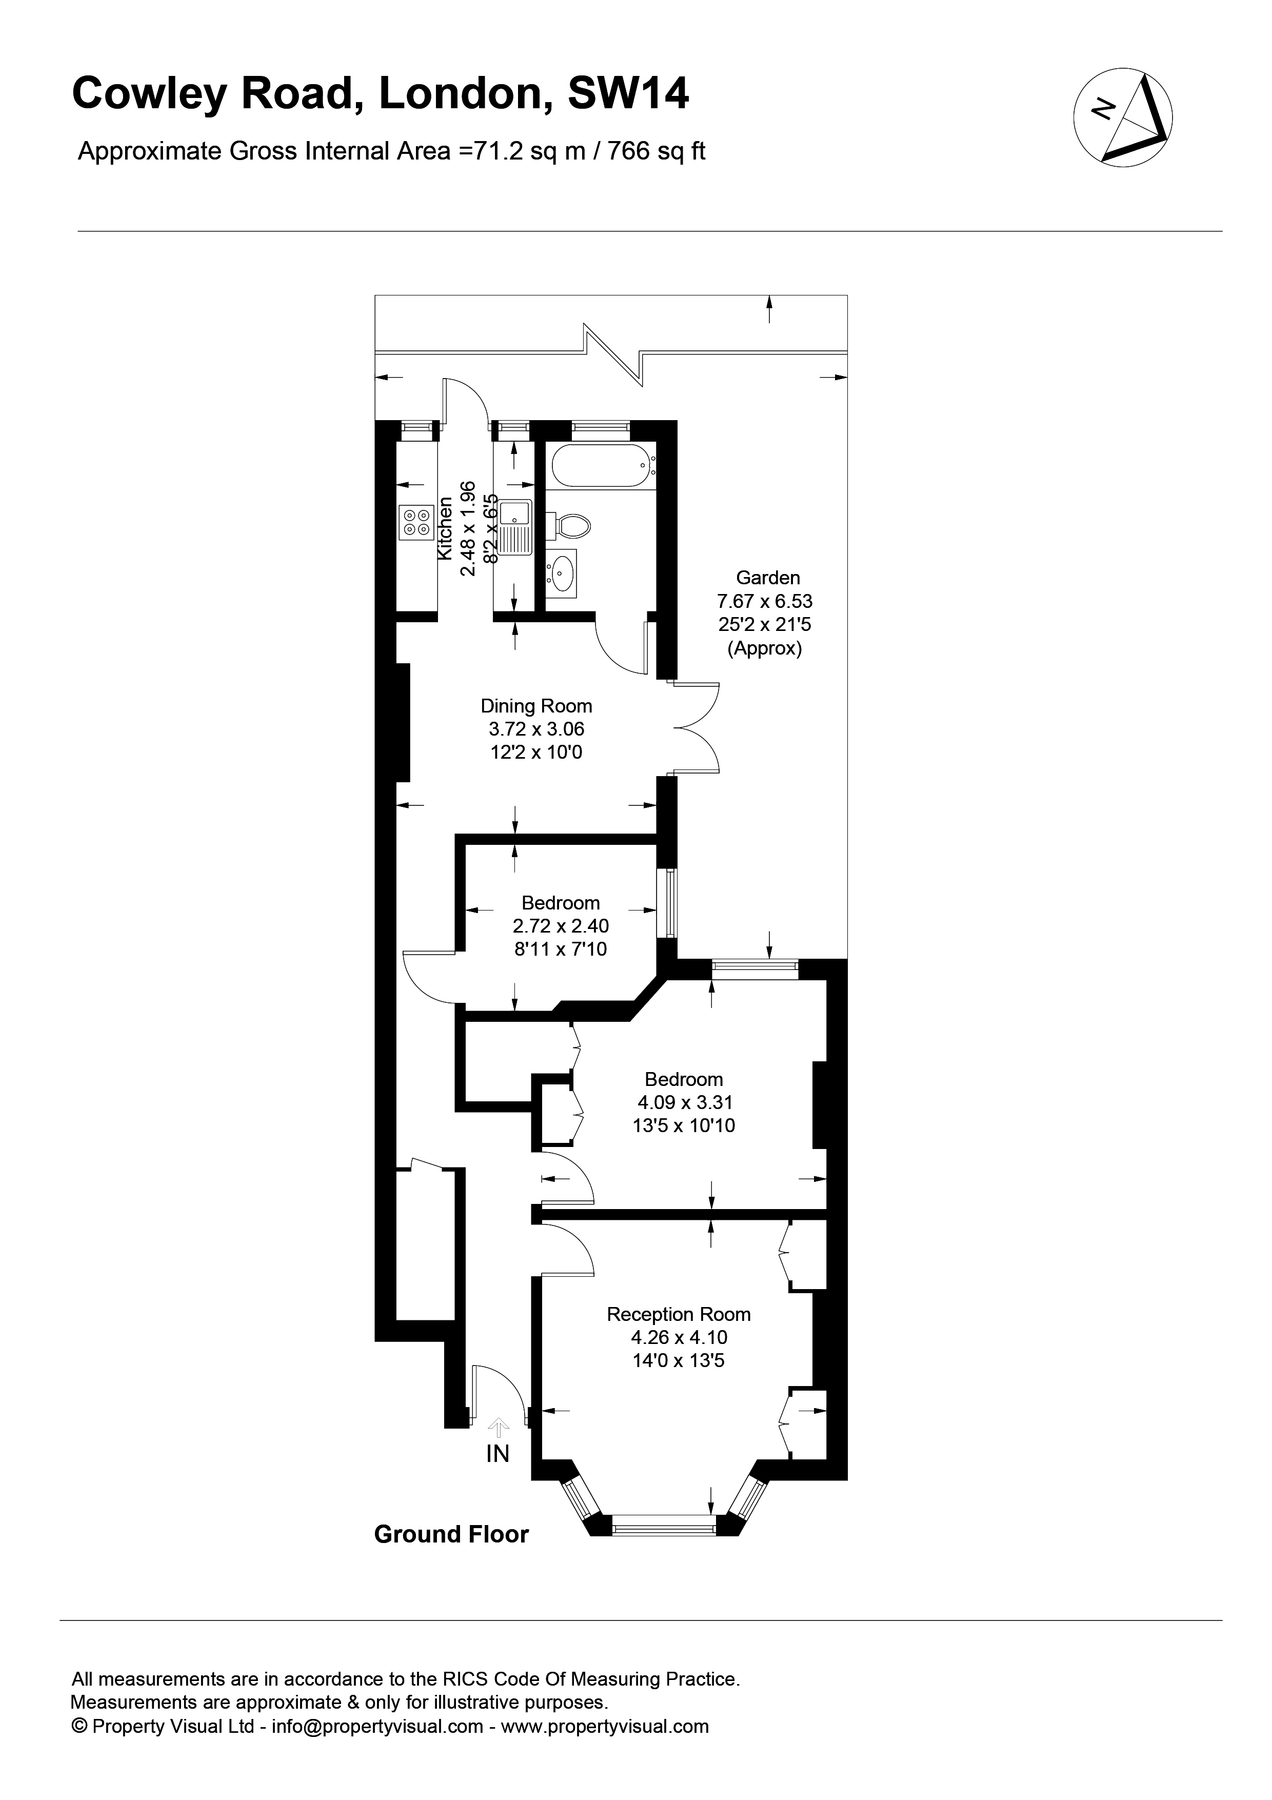 Cowley Road, London, SW14
Approximate Gross Internal Area =71.2 sq m / 766 sq ft
N
Kitchen
2.48 x 1.96
8'2 x 6'5
Garden
7.67 x 6.53
25'2 x 21'5
(Approx)
Dining Room
3.72 x 3.06
12'2 x 10'0
Bedroom
2.72 x 2.40
8'11 x 7'10
Bedroom
4.09 x 3.31
13'5 x 10'10
Reception Room
4.26 x 4.10
14'0 x 13'5
IN
Ground Floor
All measurements are in accordance to the RICS Code Of Measuring Practice.
Measurements are approximate & only for illustrative purposes.
© Property Visual Ltd - info@propertyvisual.com - www.propertyvisual.com